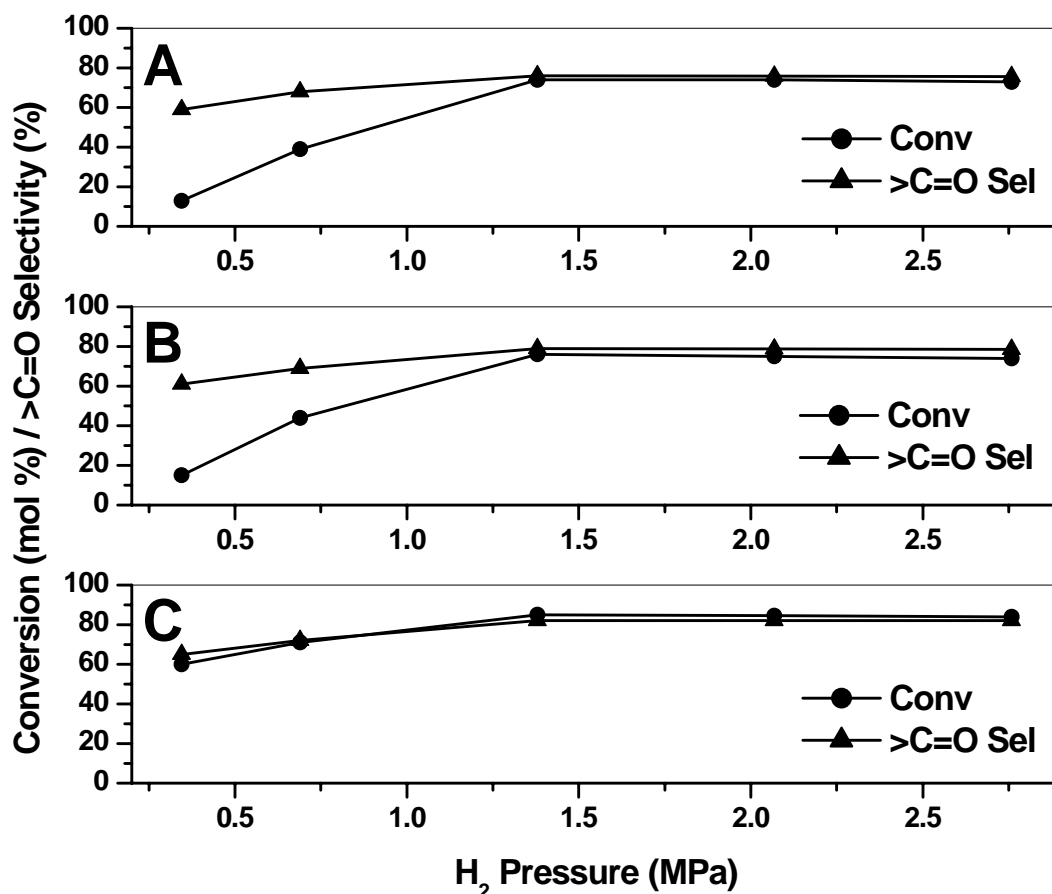 Conversion (mol %) / >C=O Selectivity (%)
A
100
80
60
40
20
0
Conv
>C=O Sel
0.5 1.0 1.5 2.0 2.5
B
100
80
60
40
20
0
Conv
>C=O Sel
0.5 1.0 1.5 2.0 2.5
C
100
80
60
40
20
0
Conv
>C=O Sel
0.5 1.0 1.5 2.0 2.5
H₂ Pressure (MPa)